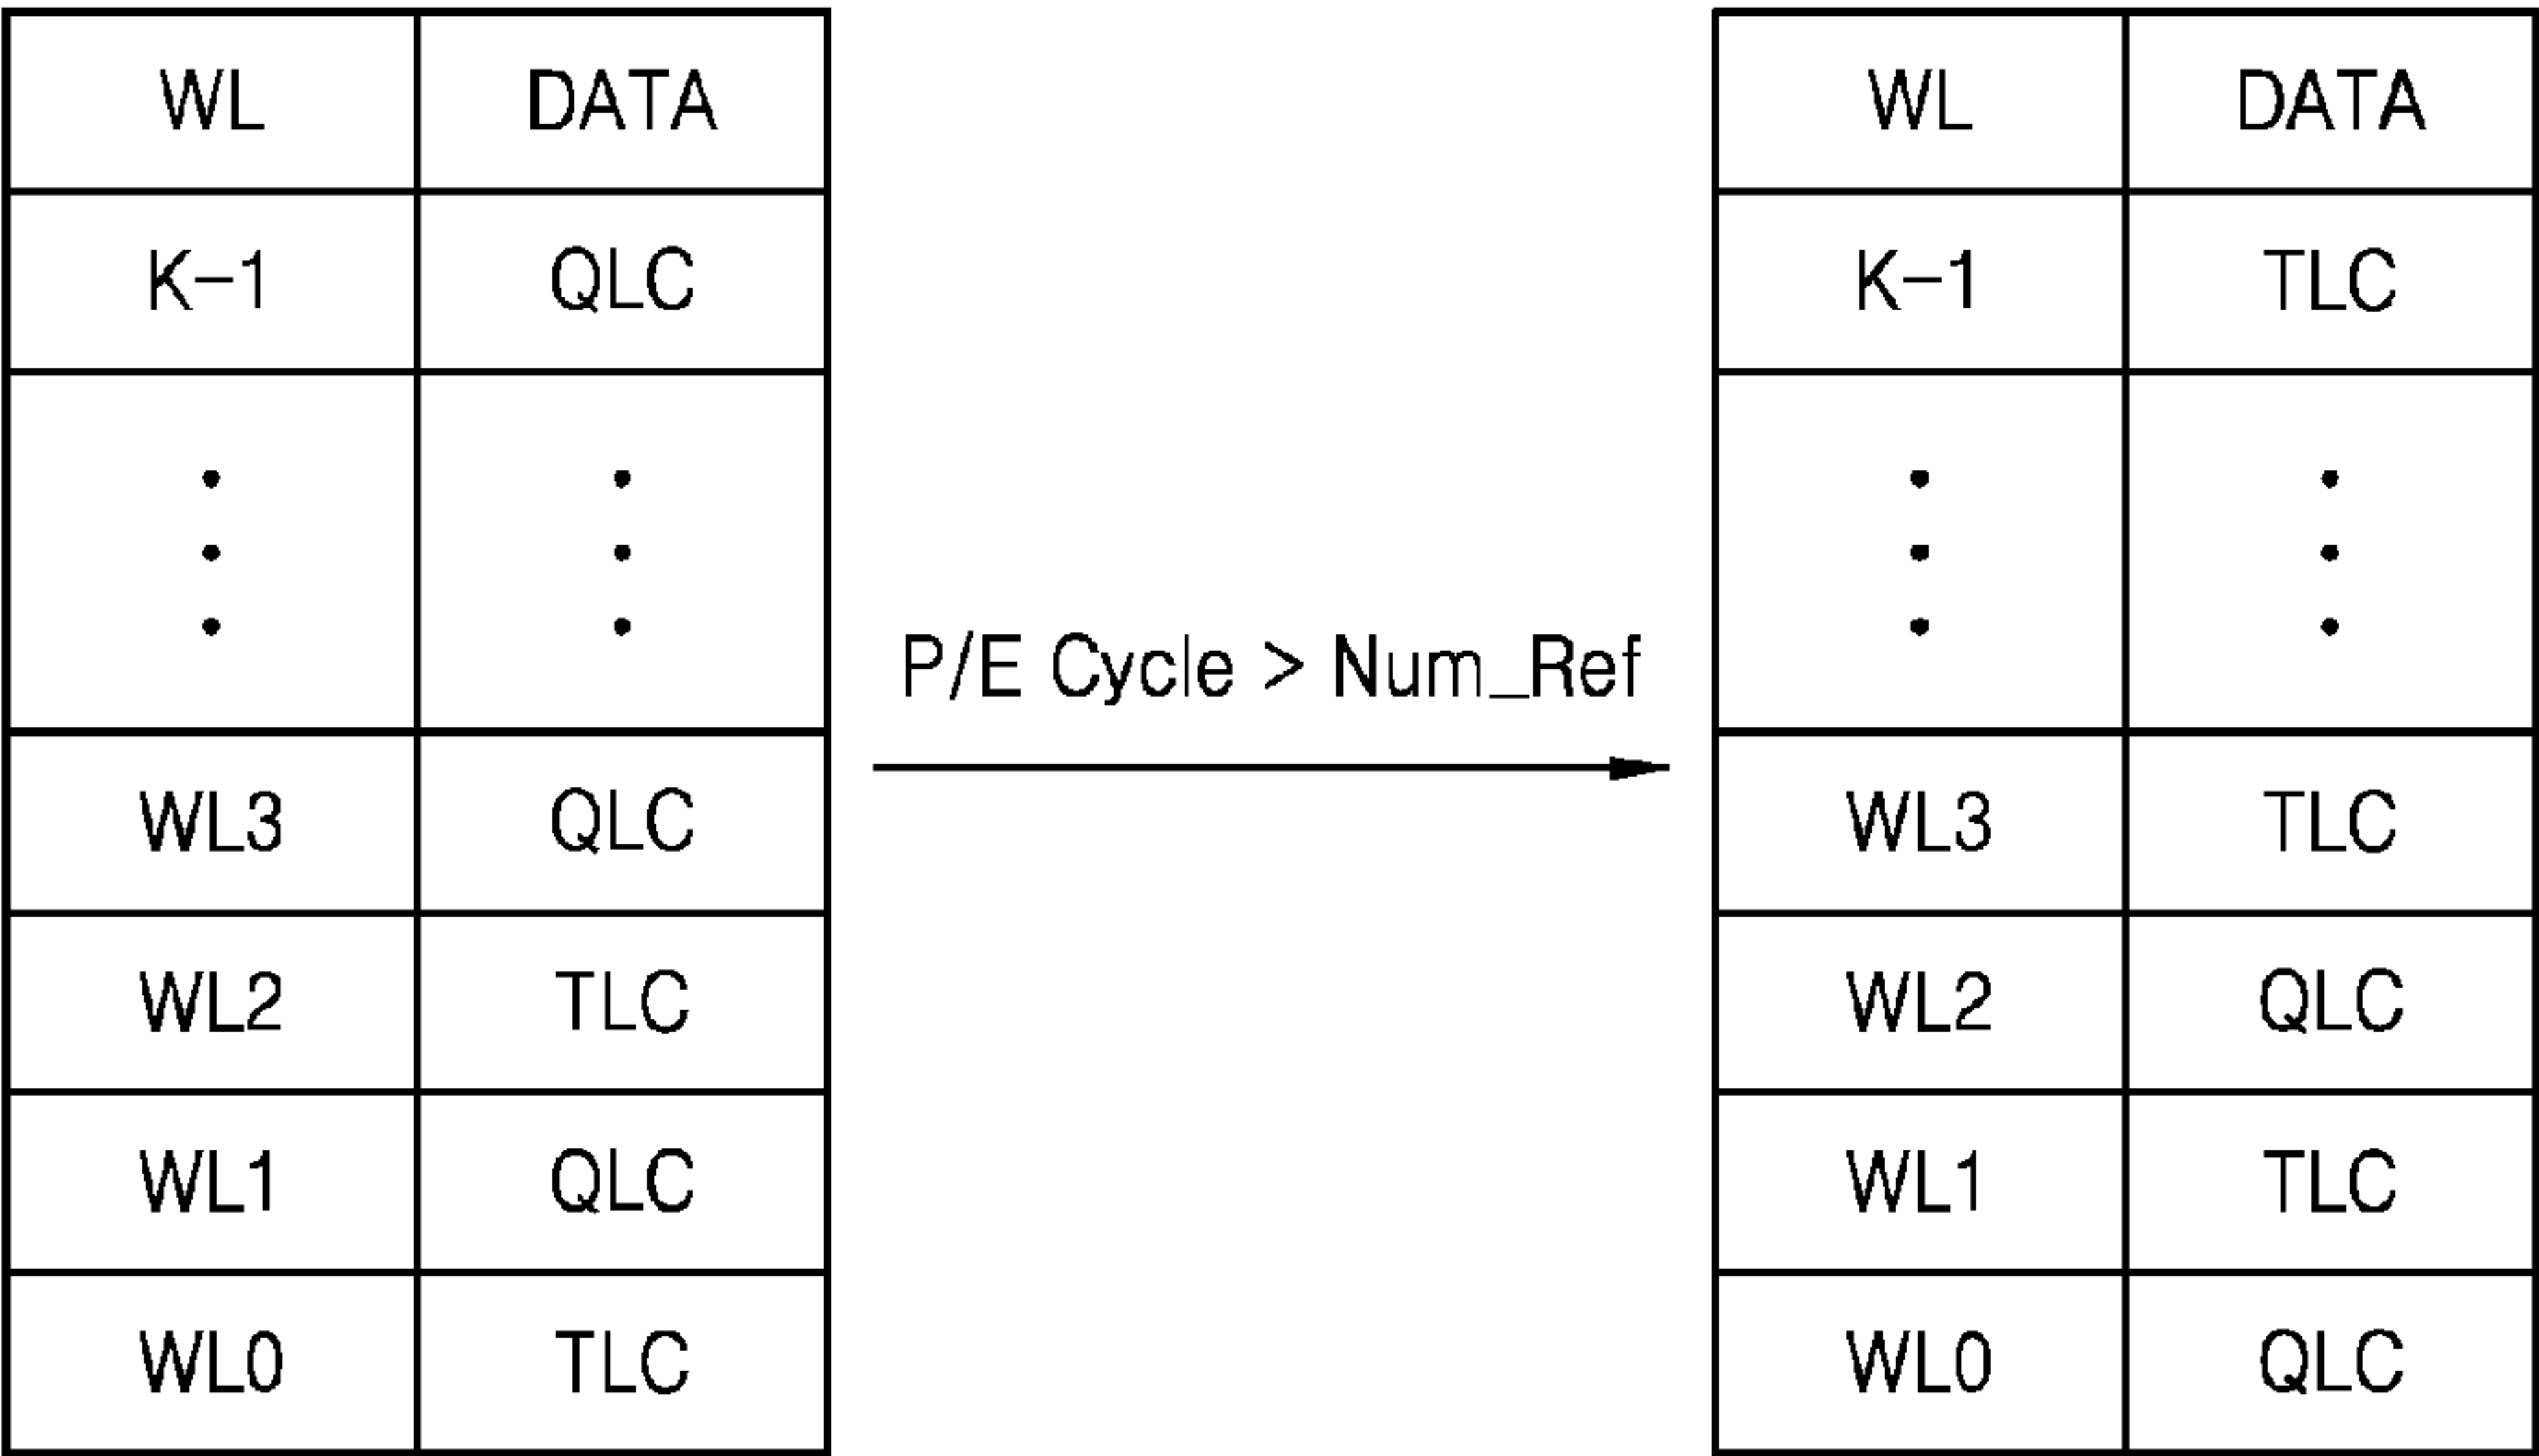 WL DATA
K-1 QLC
WL3 QLC
WL2 TLC
WL1 QLC
WL0 TLC
P/E Cycle > Num_Ref
WL DATA
K-1 TLC
WL3 TLC
WL2 QLC
WL1 TLC
WL0 QLC